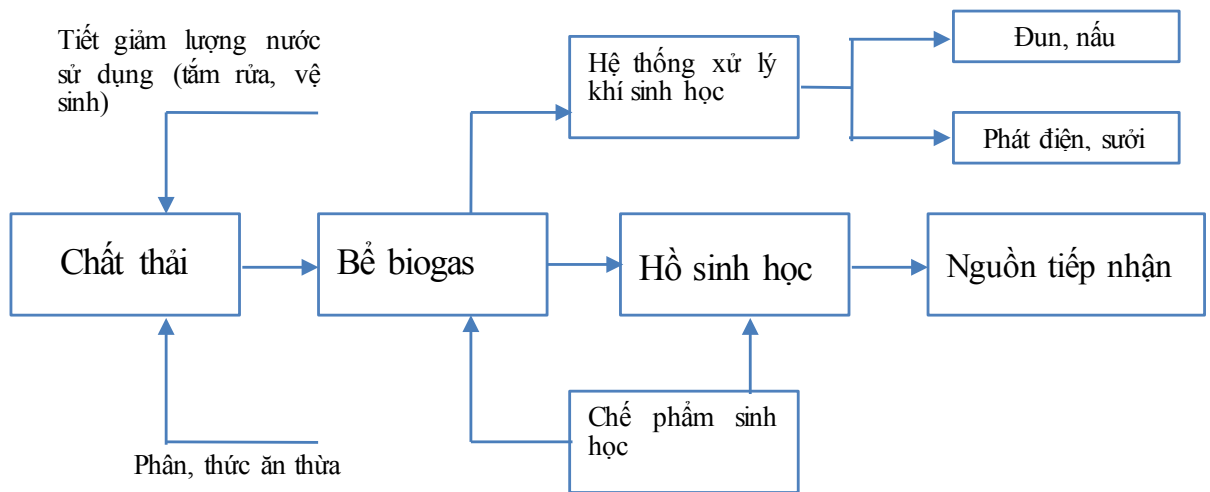 Tiết giảm lượng nước
sử dụng (tắm rửa, vệ
sinh)
Hệ thống xử lý
khí sinh học
Đun, nấu
Phát điện, sưởi
Chất thải
Bể biogas
Hồ sinh học
Nguồn tiếp nhận
Phân, thức ăn thừa
Chế phẩm sinh
học